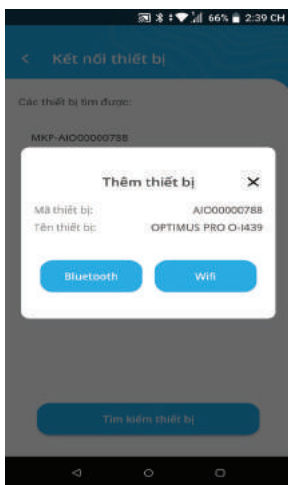 66% 2:39 CH
Kết nối thiết bị
Các thiết bị tìm được:
MKP-AIO00000788
Thêm thiết bị
Mã thiết bị: AIO00000788
Tên thiết bị: OPTIMUS PRO O-I439
Bluetooth Wifi
Tìm kiếm thiết bị